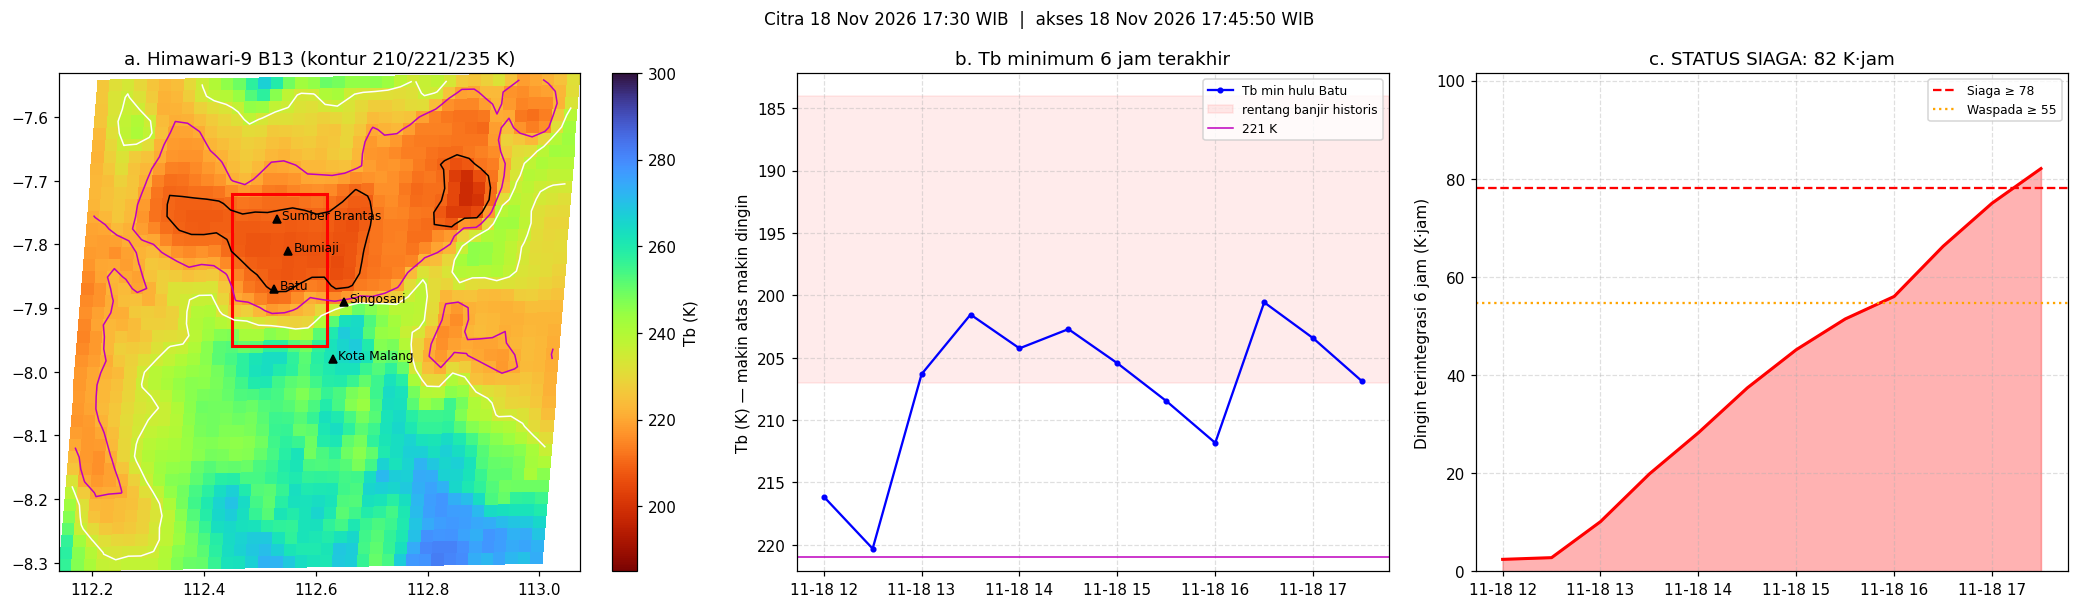 Citra 18 Nov 2026 17:30 WIB  |  akses 18 Nov 2026 17:45:50 WIB
a. Himawari-9 B13 (kontur 210/221/235 K)
−7.6
−7.7
−7.8
−7.9
−8.0
−8.1
−8.2
−8.3
112.2
112.4
112.6
112.8
113.0
Sumber Brantas
Bumiaji
Batu
Singosari
Kota Malang
300
280
260
240
220
200
Tb (K)
b. Tb minimum 6 jam terakhir
Tb (K) — makin atas makin dingin
185
190
195
200
205
210
215
220
11-18 12
11-18 13
11-18 14
11-18 15
11-18 16
11-18 17
Tb min hulu Batu
rentang banjir historis
221 K
c. STATUS SIAGA: 82 K·jam
Dingin terintegrasi 6 jam (K·jam)
100
80
60
40
20
0
11-18 12
11-18 13
11-18 14
11-18 15
11-18 16
11-18 17
Siaga ≥ 78
Waspada ≥ 55